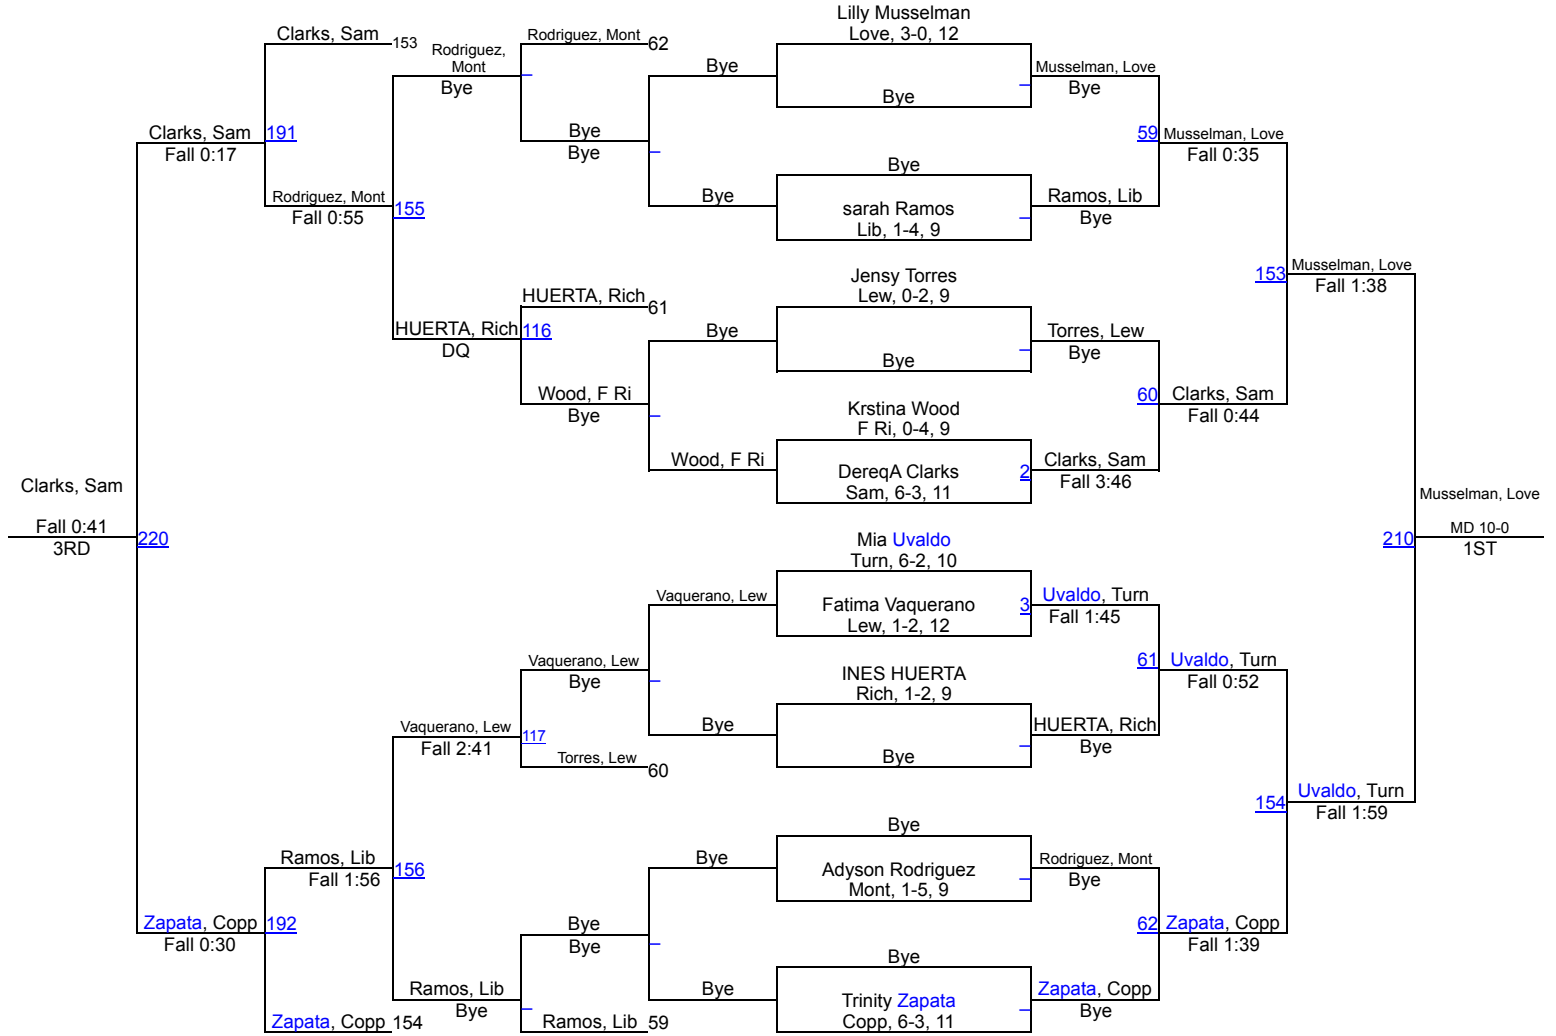 Lilly Musselman
Love, 3-0, 12
Bye
Bye
sarah Ramos
Lib, 1-4, 9
Jensy Torres
Lew, 0-2, 9
Bye
Krstina Wood
F Ri, 0-4, 9
DereqA Clarks
Sam, 6-3, 11
Mia Uvaldo
Turn, 6-2, 10
Fatima Vaquerano
Lew, 1-2, 12
INES HUERTA
Rich, 1-2, 9
Bye
Bye
Adyson Rodriguez
Mont, 1-5, 9
Bye
Trinity Zapata
Copp, 6-3, 11
Musselman, Love
Bye
Ramos, Lib
Bye
Torres, Lew
Bye
2
Clarks, Sam
Fall 3:46
3
Uvaldo, Turn
Fall 1:45
HUERTA, Rich
Bye
Rodriguez, Mont
Bye
Zapata, Copp
Bye
59
Musselman, Love
Fall 0:35
60
Clarks, Sam
Fall 0:44
61
Uvaldo, Turn
Fall 0:52
62
Zapata, Copp
Fall 1:39
153
Musselman, Love
Fall 1:38
154
Uvaldo, Turn
Fall 1:59
210
Musselman, Love
MD 10-0
1ST
Bye
Bye
Bye
Wood, F Ri
Vaquerano, Lew
Bye
Bye
Bye
Rodriguez, Mont
62
Bye
Bye
HUERTA, Rich
61
Wood, F Ri
Bye
Vaquerano, Lew
Bye
Torres, Lew
60
Bye
Bye
Ramos, Lib
59
Rodriguez,
Mont
Bye
HUERTA, Rich
116
DQ
Vaquerano, Lew
117
Fall 2:41
Ramos, Lib
Bye
Clarks, Sam
153
Rodriguez, Mont
155
Fall 0:55
Ramos, Lib
156
Fall 1:56
Zapata, Copp
154
Clarks, Sam
191
Fall 0:17
Zapata, Copp
192
Fall 0:30
Clarks, Sam
Fall 0:41
220
3RD